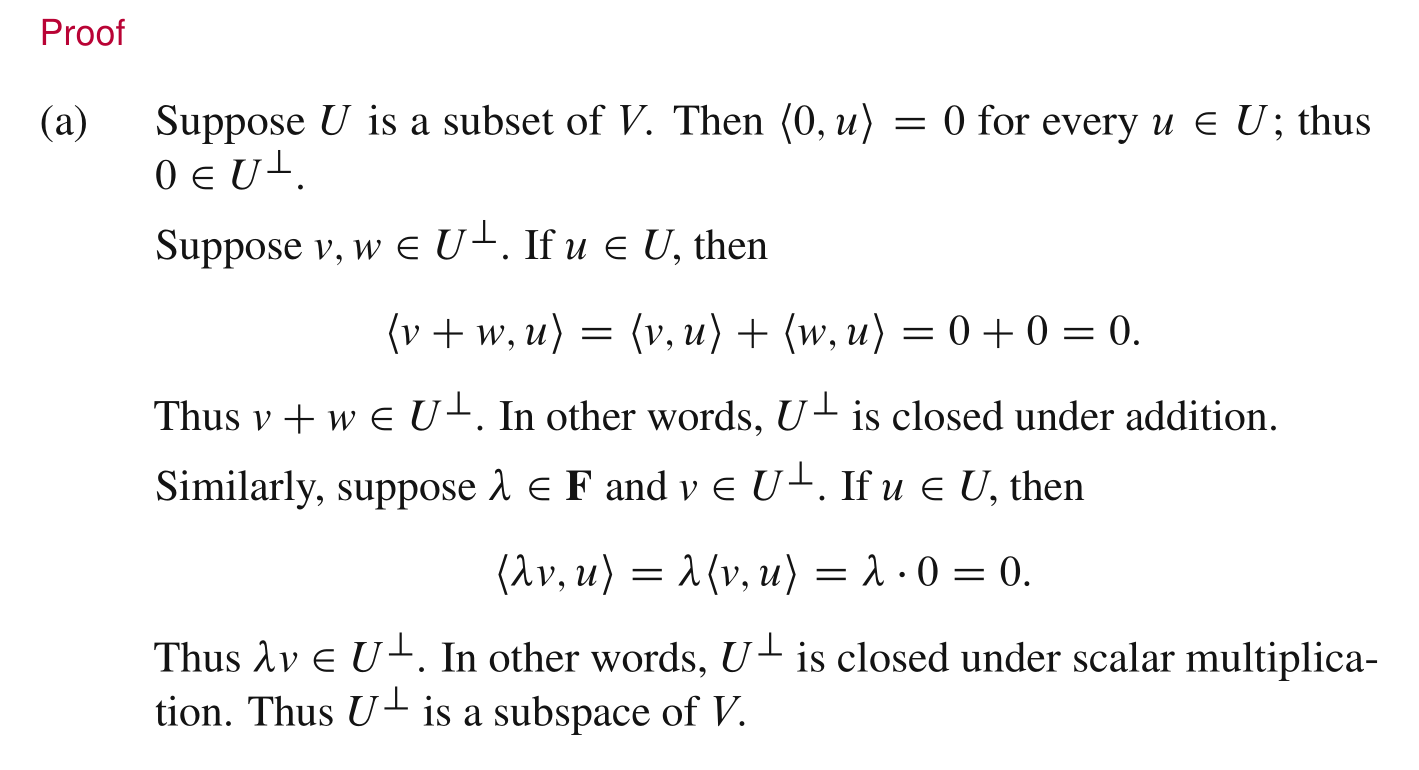 Proof
(a) Suppose U is a subset of V. Then ⟨0, u⟩ = 0 for every u ∈ U; thus
0 ∈ U⊥.
Suppose v, w ∈ U⊥. If u ∈ U, then
⟨v + w, u⟩ = ⟨v, u⟩ + ⟨w, u⟩ = 0 + 0 = 0.
Thus v + w ∈ U⊥. In other words, U⊥ is closed under addition.
Similarly, suppose λ ∈ F and v ∈ U⊥. If u ∈ U, then
⟨λv, u⟩ = λ⟨v, u⟩ = λ · 0 = 0.
Thus λv ∈ U⊥. In other words, U⊥ is closed under scalar multiplica-
tion. Thus U⊥ is a subspace of V.